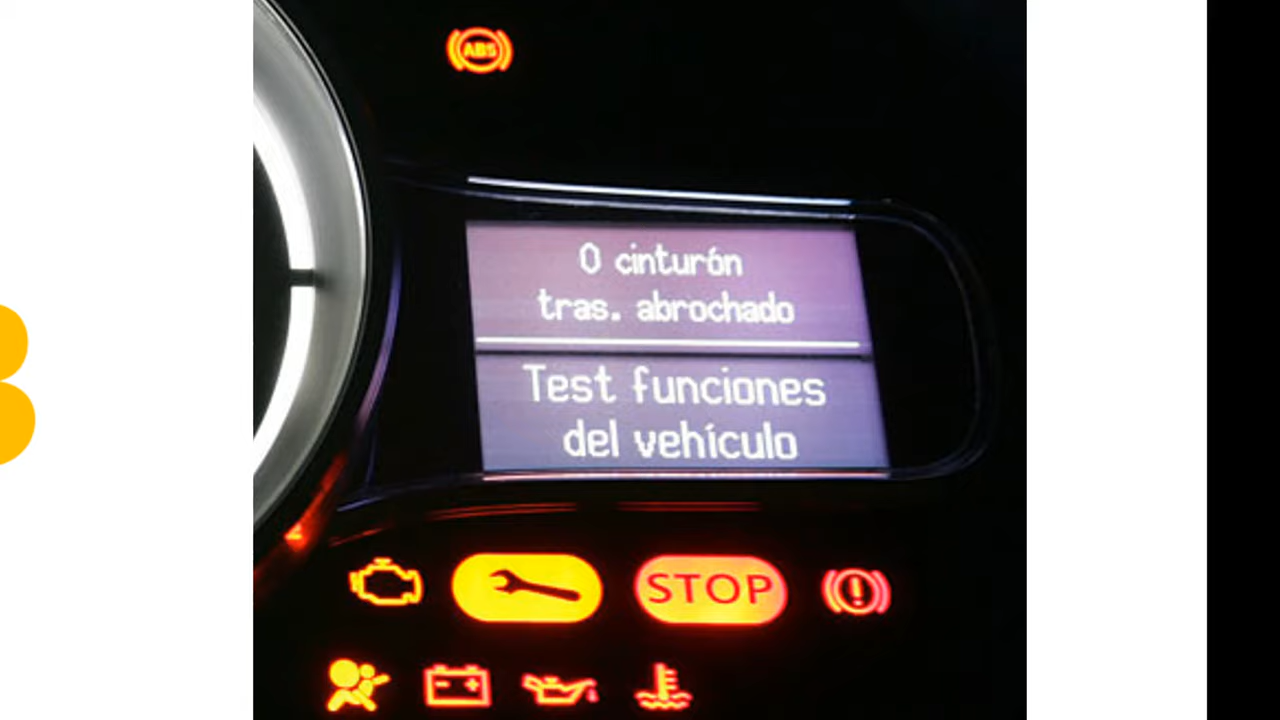 ABS
0 cinturón
tras. abrochado
Test funciones
del vehículo
STOP